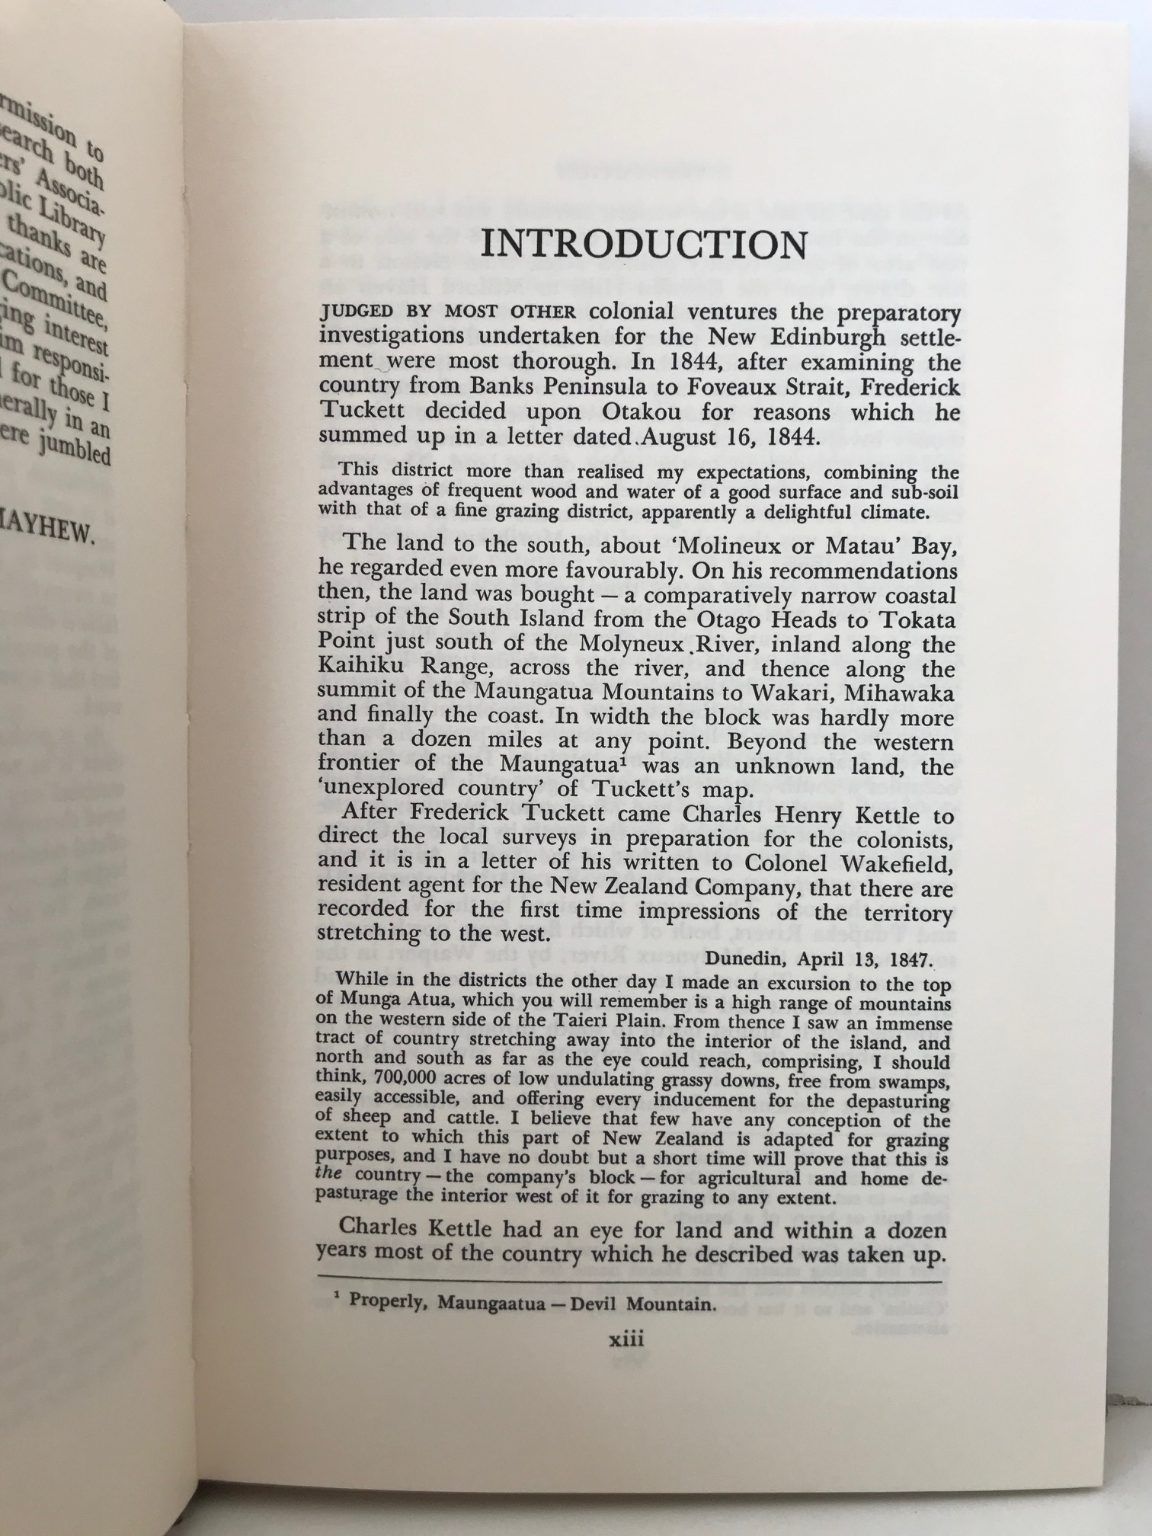 rmission to
earch both
ers' Associa-
blic Library
thanks are
cations, and
Committee,
ing interest
im responsi-
for those I
nerally in an
ere jumbled
MAYHEW.
INTRODUCTION
JUDGED BY MOST OTHER colonial ventures the preparatory
investigations undertaken for the New Edinburgh settle-
ment were most thorough. In 1844, after examining the
country from Banks Peninsula to Foveaux Strait, Frederick
Tuckett decided upon Otakou for reasons which he
summed up in a letter dated August 16, 1844.
This district more than realised my expectations, combining the
advantages of frequent wood and water of a good surface and sub-soil
with that of a fine grazing district, apparently a delightful climate.
The land to the south, about ‘Molineux or Matau’ Bay,
he regarded even more favourably. On his recommendations
then, the land was bought – a comparatively narrow coastal
strip of the South Island from the Otago Heads to Tokata
Point just south of the Molyneux River, inland along the
Kaihiku Range, across the river, and thence along the
summit of the Maungatua Mountains to Wakari, Mihawaka
and finally the coast. In width the block was hardly more
than a dozen miles at any point. Beyond the western
frontier of the Maungatua¹ was an unknown land, the
‘unexplored country’ of Tuckett’s map.
After Frederick Tuckett came Charles Henry Kettle to
direct the local surveys in preparation for the colonists,
and it is in a letter of his written to Colonel Wakefield,
resident agent for the New Zealand Company, that there are
recorded for the first time impressions of the territory
stretching to the west.
Dunedin, April 13, 1847.
While in the districts the other day I made an excursion to the top
of Munga Atua, which you will remember is a high range of mountains
on the western side of the Taieri Plain. From thence I saw an immense
tract of country stretching away into the interior of the island, and
north and south as far as the eye could reach, comprising, I should
think, 700,000 acres of low undulating grassy downs, free from swamps,
easily accessible, and offering every inducement for the depasturing
of sheep and cattle. I believe that few have any conception of the
extent to which this part of New Zealand is adapted for grazing
purposes, and I have no doubt but a short time will prove that this is
the country – the company’s block – for agricultural and home de-
pasturage the interior west of it for grazing to any extent.
Charles Kettle had an eye for land and within a dozen
years most of the country which he described was taken up.
¹ Properly, Maungaatua – Devil Mountain.
xiii